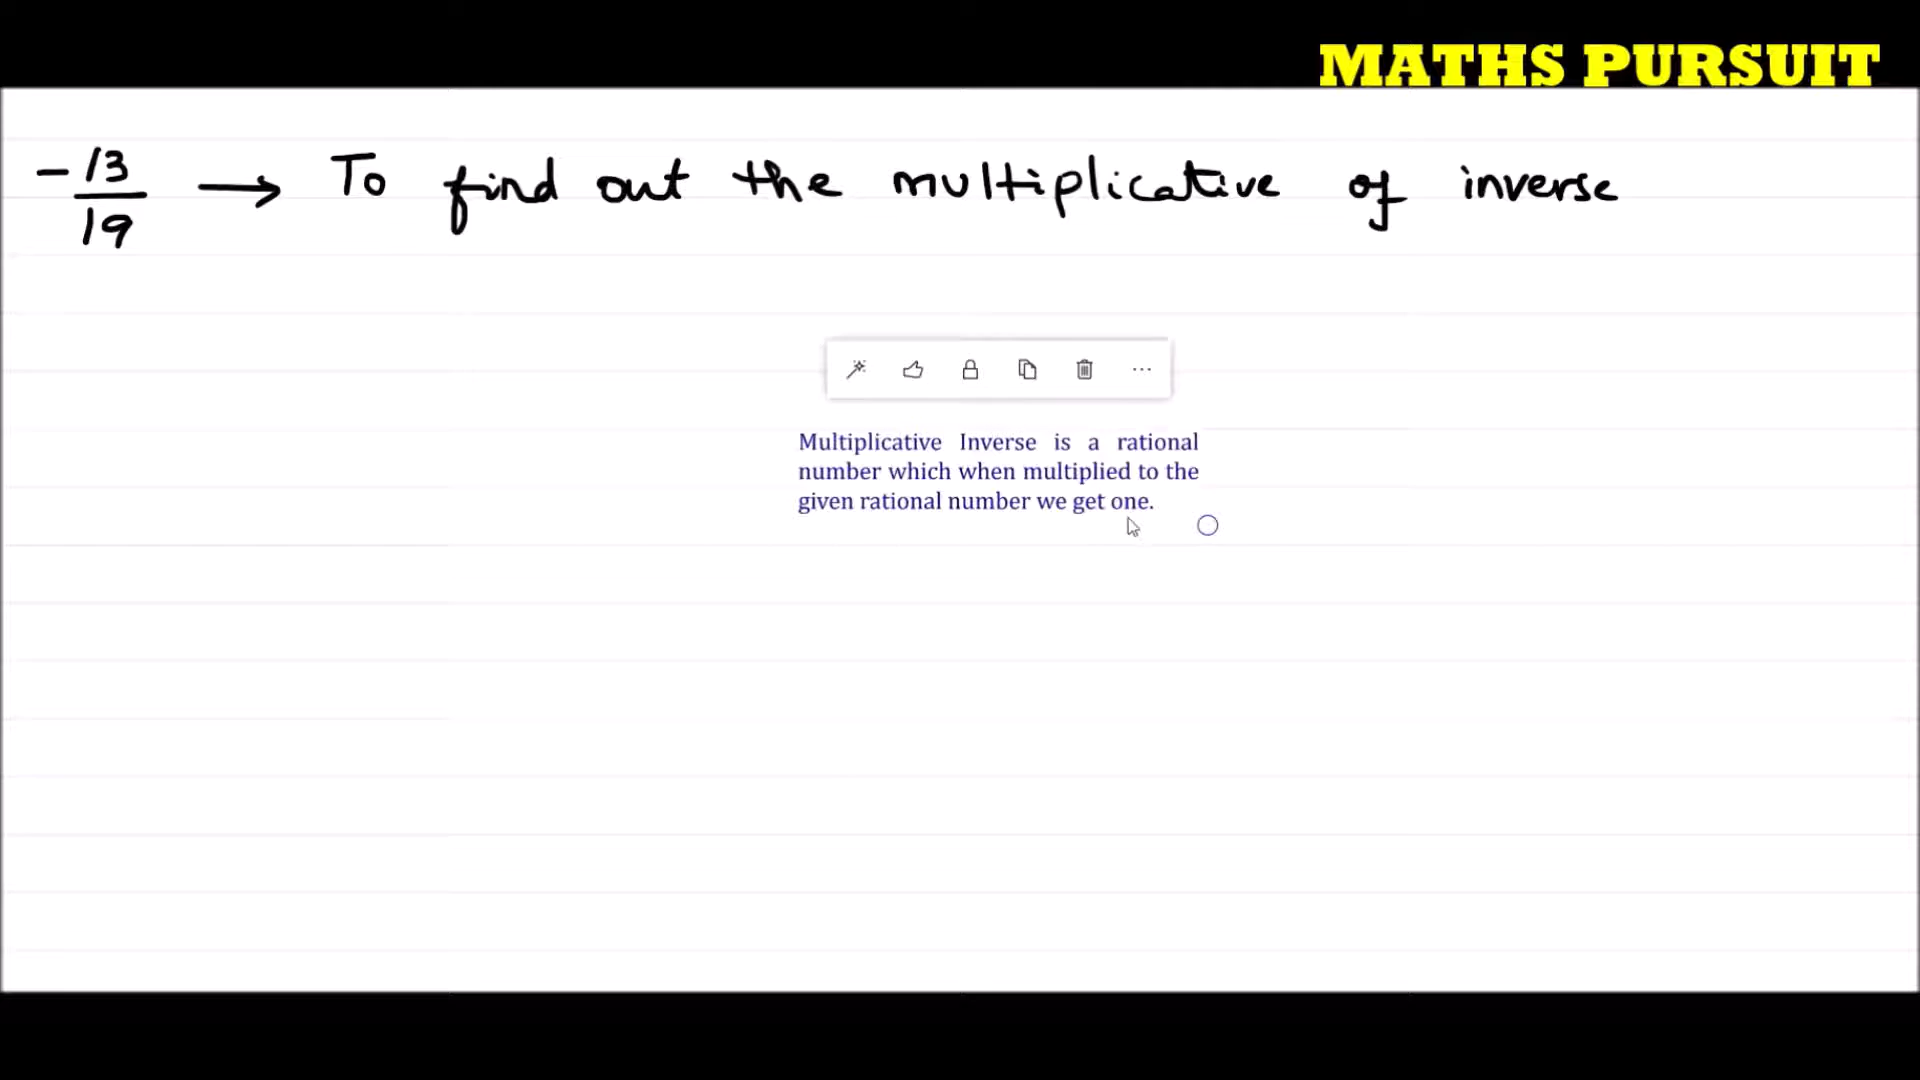 MATHS PURSUIT
-13/19 → To find out the multiplicative of inverse
Multiplicative Inverse is a rational
number which when multiplied to the
given rational number we get one.